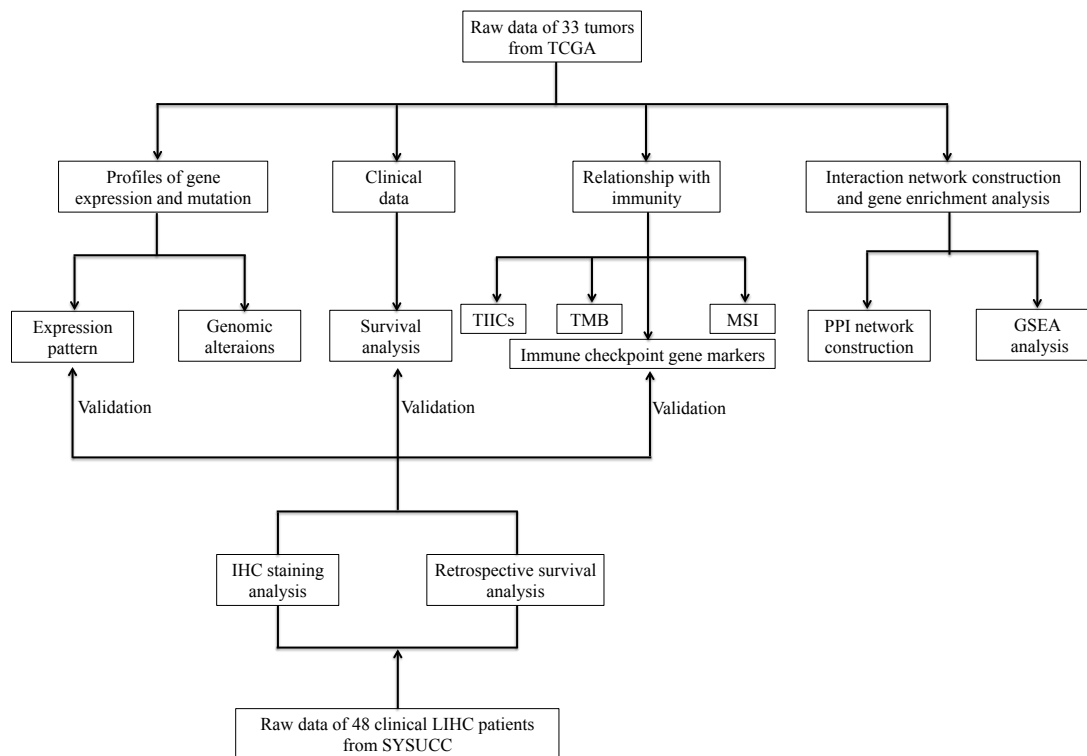 Raw data of 33 tumors
from TCGA
Profiles of gene
expression and mutation
Clinical
data
Relationship with
immunity
Interaction network construction
and gene enrichment analysis
Expression
pattern
Genomic
alteraions
Survival
analysis
TIICs
TMB
MSI
Immune checkpoint gene markers
PPI network
construction
GSEA
analysis
Validation
Validation
Validation
IHC staining
analysis
Retrospective survival
analysis
Raw data of 48 clinical LIHC patients
from SYSUCC